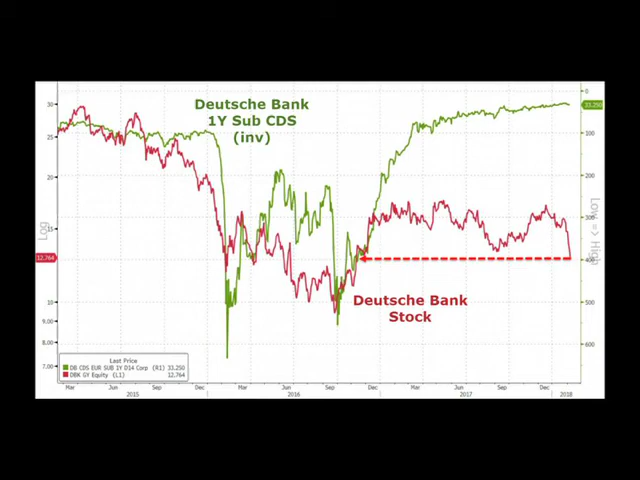 Deutsche Bank
1Y Sub CDS
(inv)
30
20
15
12.764
10
9.00
8.00
7.00
Log
0
33.250
100
200
300
400
500
600
Low = > High
Deutsche Bank
Stock
Last Price
DB CDS EUR SUB 1Y D14 Corp (R1) 33.250
DBK GY Equity (L1) 12.764
Mar Jun Sep Dec Mar Jun Sep Dec Mar Jun Sep Dec
2015 2016 2017 2018